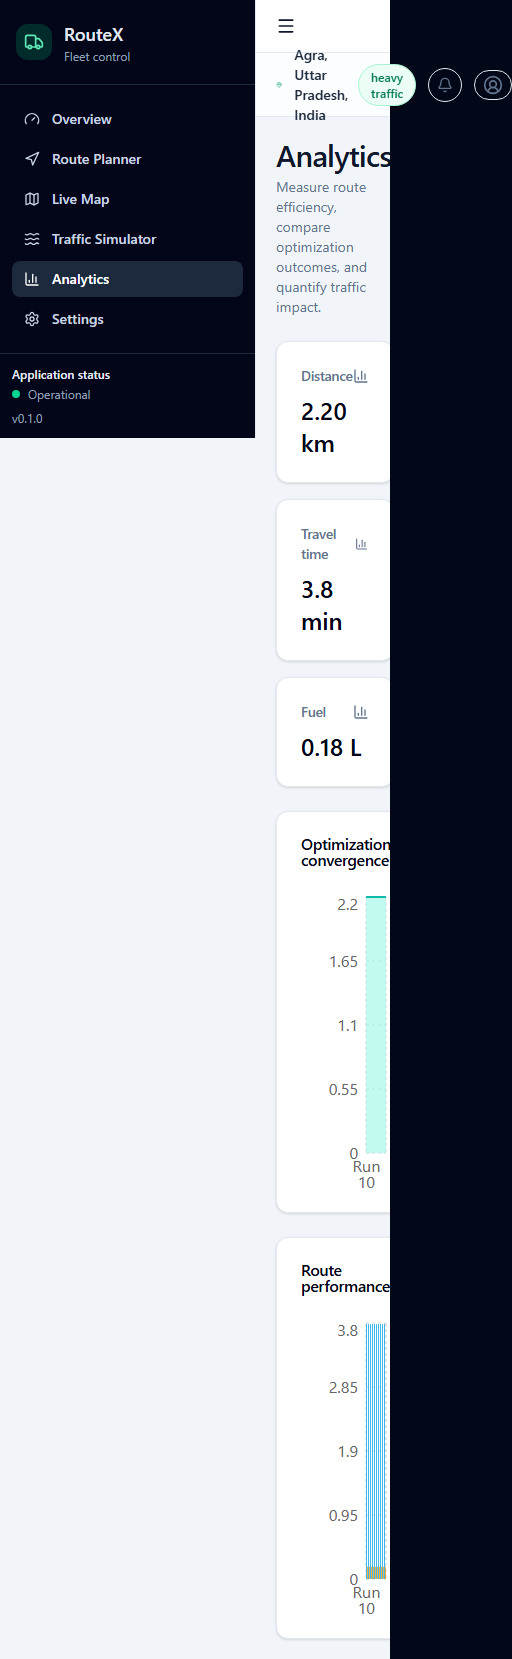 RouteX
Fleet control
Overview
Route Planner
Live Map
Traffic Simulator
Analytics
Settings
Application status
Operational
v0.1.0
Agra,
Uttar
Pradesh,
India
heavy
traffic
Analytics
Measure route
efficiency,
compare
optimization
outcomes, and
quantify traffic
impact.
Distance
2.20
km
Travel
time
3.8
min
Fuel
0.18 L
Optimization
convergence
2.2
1.65
1.1
0.55
0
Run
10
Route
performance
3.8
2.85
1.9
0.95
0
Run
10